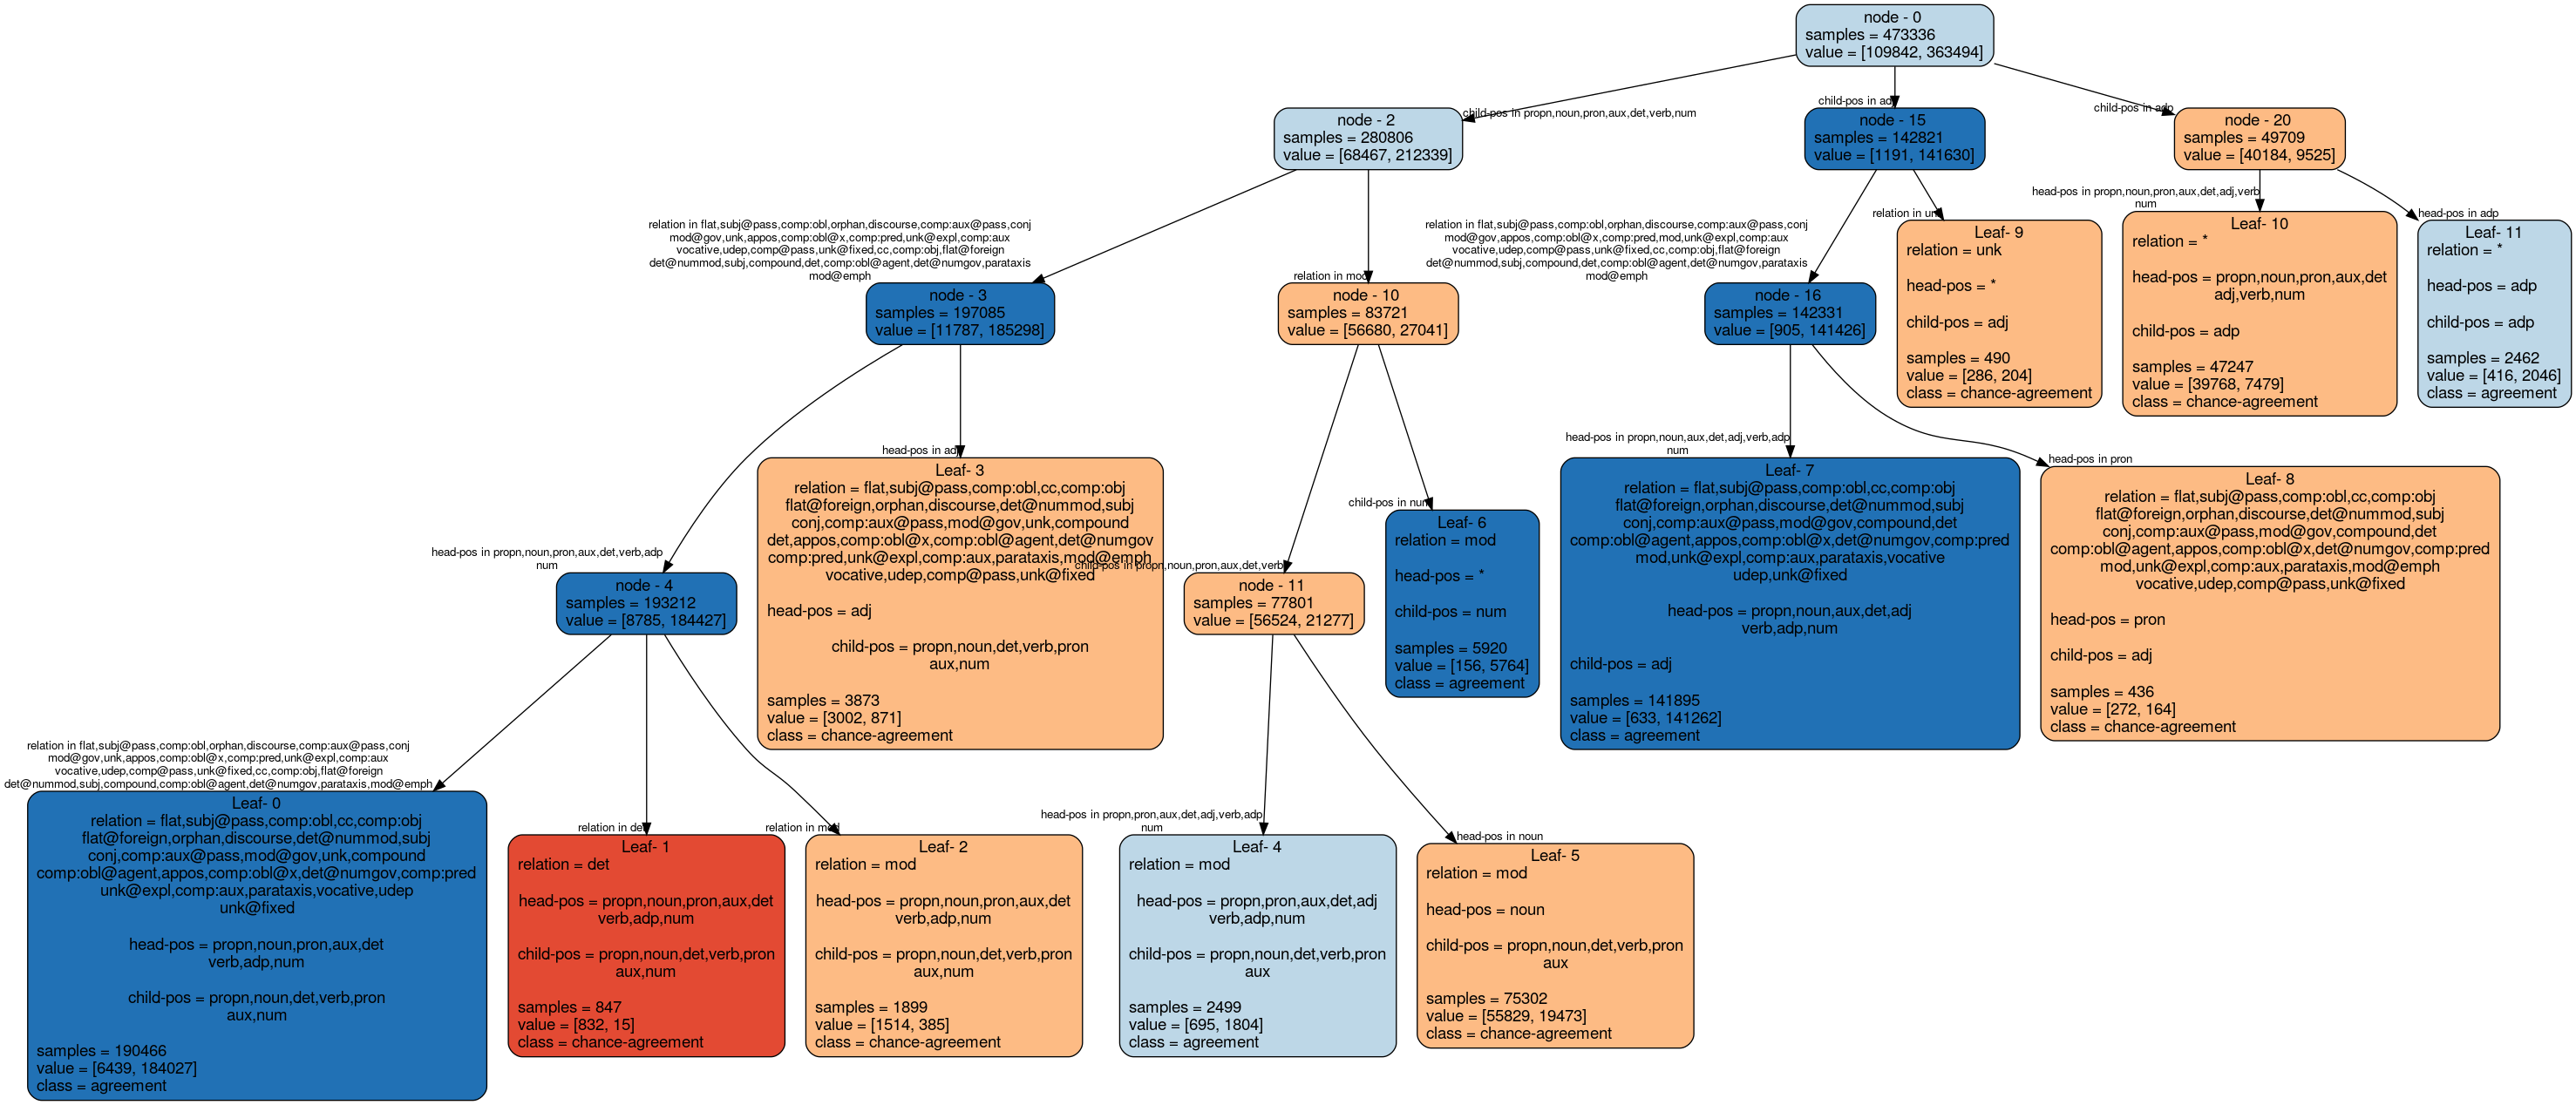 node - 0
samples = 473336
value = [109842, 363494]
child-pos in propn,noun,pron,aux,det,verb,num
child-pos in adj
child-pos in adp
node - 2
samples = 280806
value = [68467, 212339]
node - 15
samples = 142821
value = [1191, 141630]
node - 20
samples = 49709
value = [40184, 9525]
relation in flat,subj@pass,comp:obl,orphan,discourse,comp:aux@pass,conj
mod@gov,unk,appos,comp:obl@x,comp:pred,unk@expl,comp:aux
vocative,udep,comp@pass,unk@fixed,cc,comp:obj,flat@foreign
det@nummod,subj,compound,det,comp:obl@agent,det@numgov,parataxis
mod@emph
relation in mod
relation in flat,subj@pass,comp:obl,orphan,discourse,comp:aux@pass,conj
mod@gov,appos,comp:obl@x,comp:pred,mod,unk@expl,comp:aux
vocative,udep,comp@pass,unk@fixed,cc,comp:obj,flat@foreign
det@nummod,subj,compound,det,comp:obl@agent,det@numgov,parataxis
mod@emph
relation in unk
head-pos in propn,noun,pron,aux,det,adj,verb
num
head-pos in adp
node - 3
samples = 197085
value = [11787, 185298]
node - 10
samples = 83721
value = [56680, 27041]
node - 16
samples = 142331
value = [905, 141426]
Leaf- 9
relation = unk
head-pos = *
child-pos = adj
samples = 490
value = [286, 204]
class = chance-agreement
Leaf- 10
relation = *
head-pos = propn,noun,pron,aux,det
adj,verb,num
child-pos = adp
samples = 47247
value = [39768, 7479]
class = chance-agreement
Leaf- 11
relation = *
head-pos = adp
child-pos = adp
samples = 2462
value = [416, 2046]
class = agreement
head-pos in propn,noun,pron,aux,det,verb,adp
num
head-pos in adj
child-pos in propn,noun,pron,aux,det,verb
child-pos in num
head-pos in propn,noun,aux,det,adj,verb,adp
num
head-pos in pron
node - 4
samples = 193212
value = [8785, 184427]
Leaf- 3
relation = flat,subj@pass,comp:obl,cc,comp:obj
flat@foreign,orphan,discourse,det@nummod,subj
conj,comp:aux@pass,mod@gov,unk,compound
det,appos,comp:obl@x,comp:obl@agent,det@numgov
comp:pred,unk@expl,comp:aux,parataxis,mod@emph
vocative,udep,comp@pass,unk@fixed
head-pos = adj
child-pos = propn,noun,det,verb,pron
aux,num
samples = 3873
value = [3002, 871]
class = chance-agreement
node - 11
samples = 77801
value = [56524, 21277]
Leaf- 6
relation = mod
head-pos = *
child-pos = num
samples = 5920
value = [156, 5764]
class = agreement
Leaf- 7
relation = flat,subj@pass,comp:obl,cc,comp:obj
flat@foreign,orphan,discourse,det@nummod,subj
conj,comp:aux@pass,mod@gov,compound,det
comp:obl@agent,appos,comp:obl@x,det@numgov,comp:pred
mod,unk@expl,comp:aux,parataxis,vocative
udep,unk@fixed
head-pos = propn,noun,aux,det,adj
verb,adp,num
child-pos = adj
samples = 141895
value = [633, 141262]
class = agreement
Leaf- 8
relation = flat,subj@pass,comp:obl,cc,comp:obj
flat@foreign,orphan,discourse,det@nummod,subj
conj,comp:aux@pass,mod@gov,compound,det
comp:obl@agent,appos,comp:obl@x,det@numgov,comp:pred
mod,unk@expl,comp:aux,parataxis,mod@emph
vocative,udep,comp@pass,unk@fixed
head-pos = pron
child-pos = adj
samples = 436
value = [272, 164]
class = chance-agreement
relation in flat,subj@pass,comp:obl,orphan,discourse,comp:aux@pass,conj
mod@gov,unk,appos,comp:obl@x,comp:pred,unk@expl,comp:aux
vocative,udep,comp@pass,unk@fixed,cc,comp:obj,flat@foreign
det@nummod,subj,compound,comp:obl@agent,det@numgov,parataxis,mod@emph
relation in det
relation in mod
head-pos in propn,pron,aux,det,adj,verb,adp
num
head-pos in noun
Leaf- 0
relation = flat,subj@pass,comp:obl,cc,comp:obj
flat@foreign,orphan,discourse,det@nummod,subj
conj,comp:aux@pass,mod@gov,unk,compound
comp:obl@agent,appos,comp:obl@x,det@numgov,comp:pred
unk@expl,comp:aux,parataxis,vocative,udep
unk@fixed
head-pos = propn,noun,pron,aux,det
verb,adp,num
child-pos = propn,noun,det,verb,pron
aux,num
samples = 190466
value = [6439, 184027]
class = agreement
Leaf- 1
relation = det
head-pos = propn,noun,pron,aux,det
verb,adp,num
child-pos = propn,noun,det,verb,pron
aux,num
samples = 847
value = [832, 15]
class = chance-agreement
Leaf- 2
relation = mod
head-pos = propn,noun,pron,aux,det
verb,adp,num
child-pos = propn,noun,det,verb,pron
aux,num
samples = 1899
value = [1514, 385]
class = chance-agreement
Leaf- 4
relation = mod
head-pos = propn,pron,aux,det,adj
verb,adp,num
child-pos = propn,noun,det,verb,pron
aux
samples = 2499
value = [695, 1804]
class = agreement
Leaf- 5
relation = mod
head-pos = noun
child-pos = propn,noun,det,verb,pron
aux
samples = 75302
value = [55829, 19473]
class = chance-agreement